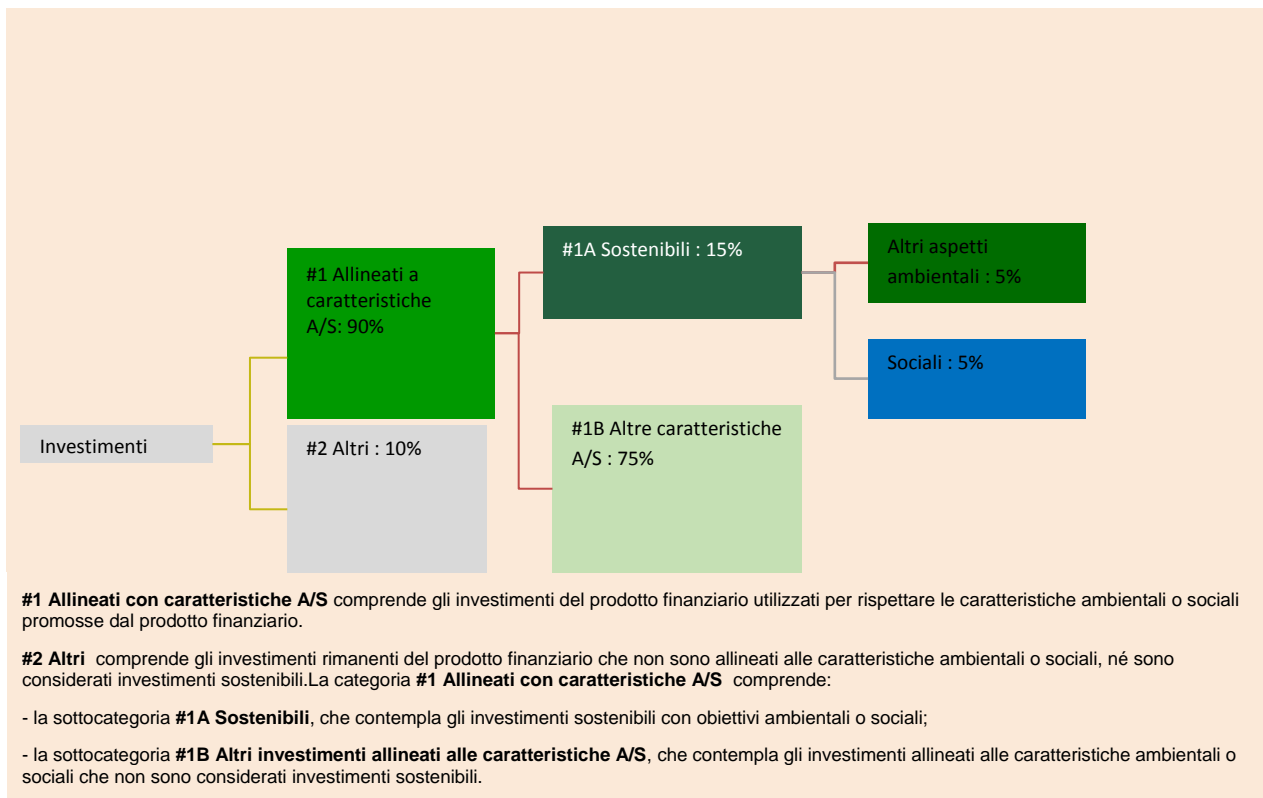 #1A Sostenibili : 15%
Altri aspetti
ambientali : 5%
#1 Allineati a
caratteristiche
A/S: 90%
Sociali : 5%
#1B Altre caratteristiche
A/S : 75%
Investimenti
#2 Altri : 10%
#1 Allineati con caratteristiche A/S comprende gli investimenti del prodotto finanziario utilizzati per rispettare le caratteristiche ambientali o sociali
promosse dal prodotto finanziario.
#2 Altri comprende gli investimenti rimanenti del prodotto finanziario che non sono allineati alle caratteristiche ambientali o sociali, né sono
considerati investimenti sostenibili.La categoria #1 Allineati con caratteristiche A/S comprende:
- la sottocategoria #1A Sostenibili, che contempla gli investimenti sostenibili con obiettivi ambientali o sociali;
- la sottocategoria #1B Altri investimenti allineati alle caratteristiche A/S, che contempla gli investimenti allineati alle caratteristiche ambientali o
sociali che non sono considerati investimenti sostenibili.